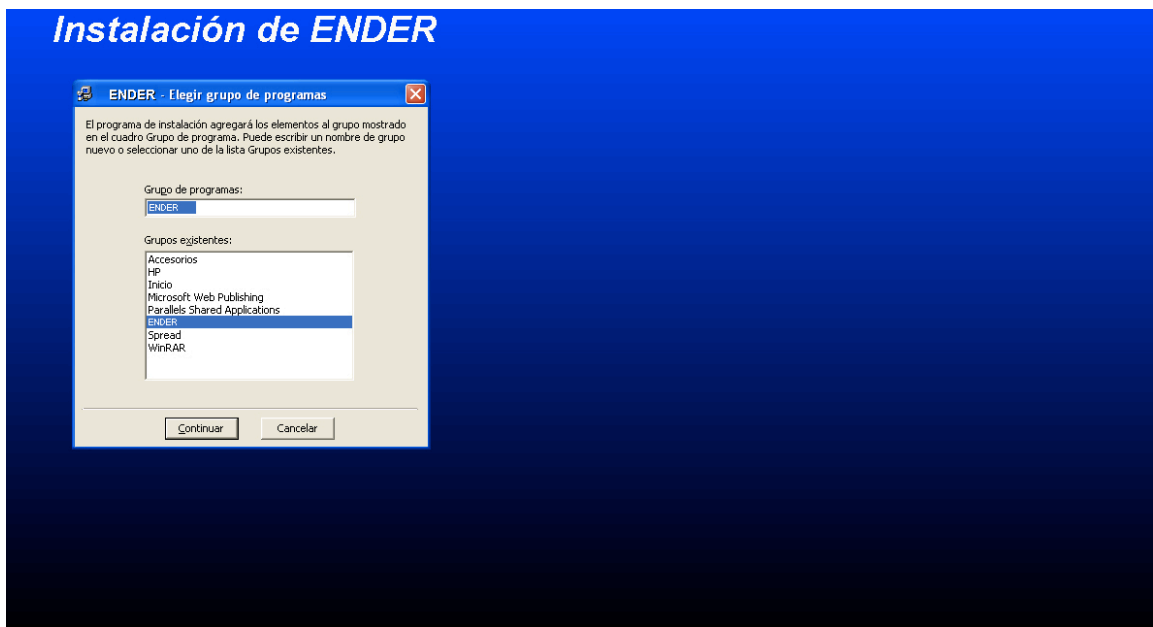 Instalación de ENDER
ENDER - Elegir grupo de programas
El programa de instalación agregará los elementos al grupo mostrado
en el cuadro Grupo de programa. Puede escribir un nombre de grupo
nuevo o seleccionar uno de la lista Grupos existentes.
Grupo de programas:
ENDER
Grupos existentes:
Accesorios
HP
Inicio
Microsoft Web Publishing
Parallels Shared Applications
ENDER
Spread
WinRAR
Continuar
Cancelar